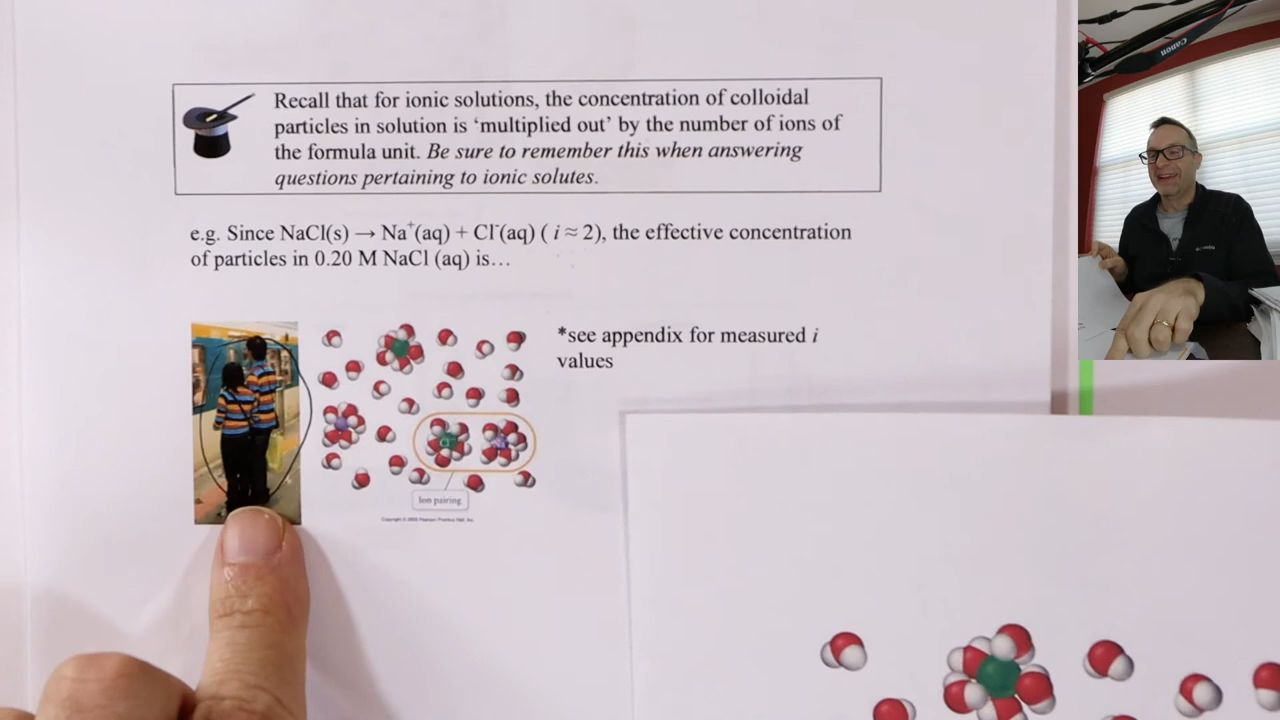 Recall that for ionic solutions, the concentration of colloidal
particles in solution is ‘multiplied out’ by the number of ions of
the formula unit. Be sure to remember this when answering
questions pertaining to ionic solutes.
e.g. Since NaCl(s) → Na⁺(aq) + Cl⁻(aq) ( i ≈ 2), the effective concentration
of particles in 0.20 M NaCl (aq) is…
*see appendix for measured i
values
Ion pairing
Canon